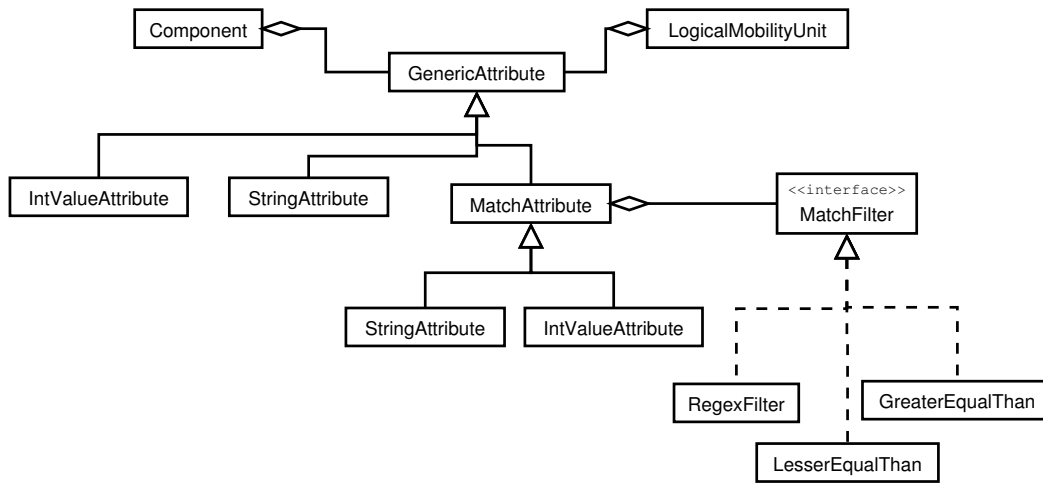 Component
LogicalMobilityUnit
GenericAttribute
IntValueAttribute
StringAttribute
MatchAttribute
<<interface>>
MatchFilter
StringAttribute
IntValueAttribute
RegexFilter
GreaterEqualThan
LesserEqualThan